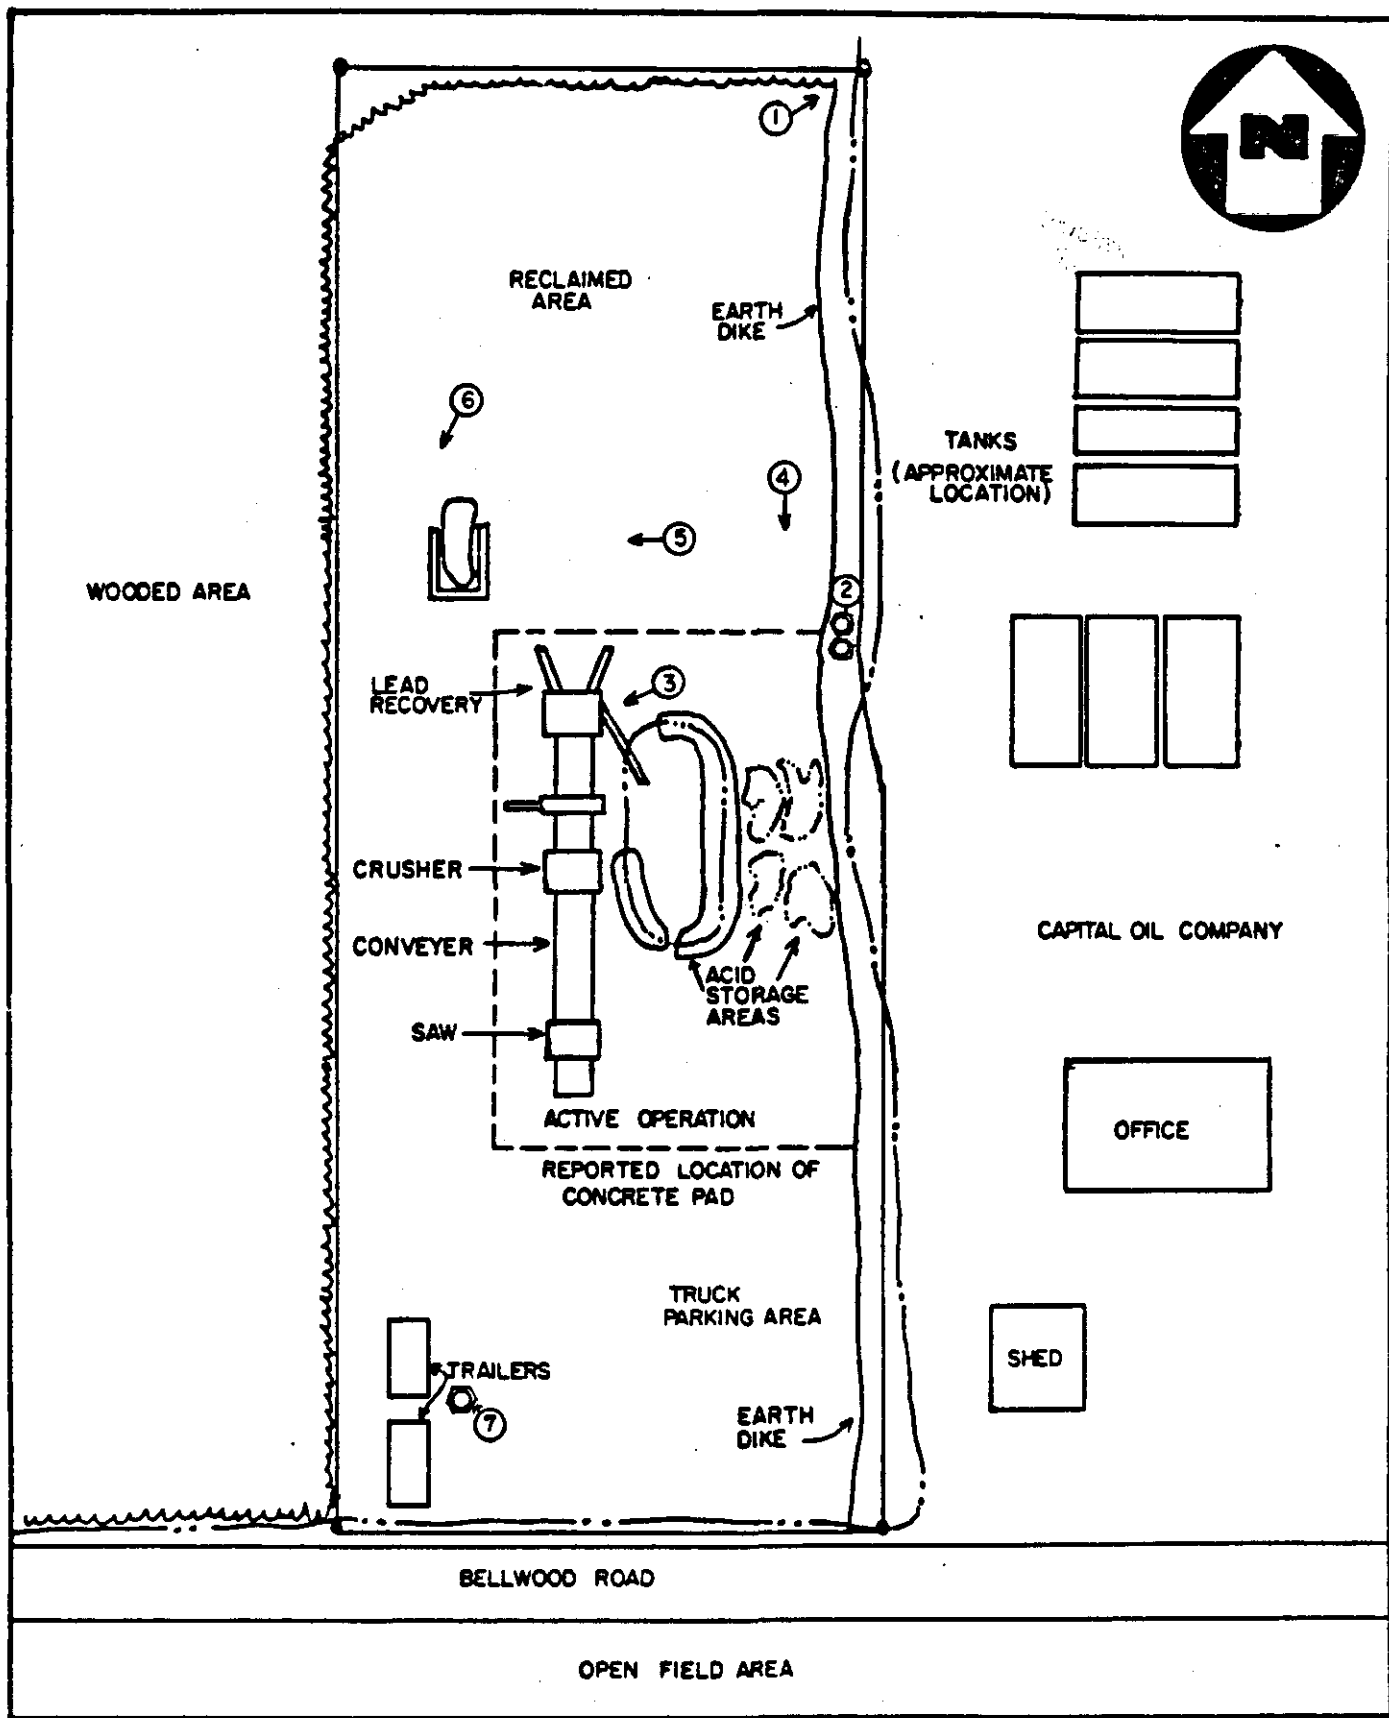 ①
N
RECLAIMED
AREA
EARTH
DIKE
⑥
TANKS
(APPROXIMATE
LOCATION)
④
⑤
②
WOODED AREA
LEAD
RECOVERY
③
CRUSHER
CONVEYER
CAPITAL OIL COMPANY
ACID
STORAGE
AREAS
SAW
ACTIVE OPERATION
OFFICE
REPORTED LOCATION OF
CONCRETE PAD
TRUCK
PARKING AREA
SHED
TRAILERS
⑦
EARTH
DIKE
BELLWOOD ROAD
OPEN FIELD AREA